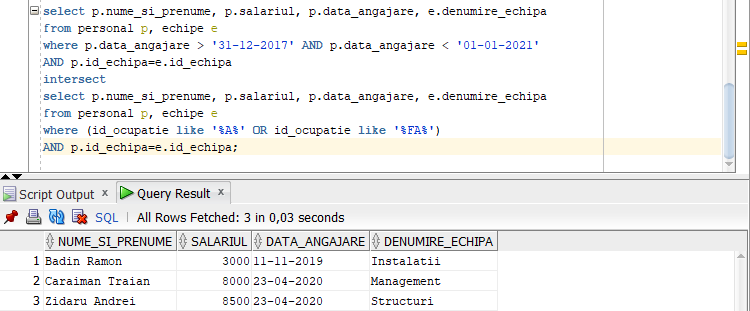 select p.nume_si_prenume, p.salariul, p.data_angajare, e.denumire_echipa
from personal p, echipe e
where p.data_angajare > '31-12-2017' AND p.data_angajare < '01-01-2021'
AND p.id_echipa=e.id_echipa
intersect
select p.nume_si_prenume, p.salariul, p.data_angajare, e.denumire_echipa
from personal p, echipe e
where (id_ocupatie like '%A%' OR id_ocupatie like '%FA%')
AND p.id_echipa=e.id_echipa;
Script Output x Query Result x
SQL | All Rows Fetched: 3 in 0,03 seconds
NUME_SI_PRENUME SALARIUL DATA_ANGAJARE DENUMIRE_ECHIPA
1 Badin Ramon 3000 11-11-2019 Instalatii
2 Caraiman Traian 8000 23-04-2020 Management
3 Zidaru Andrei 8500 23-04-2020 Structuri